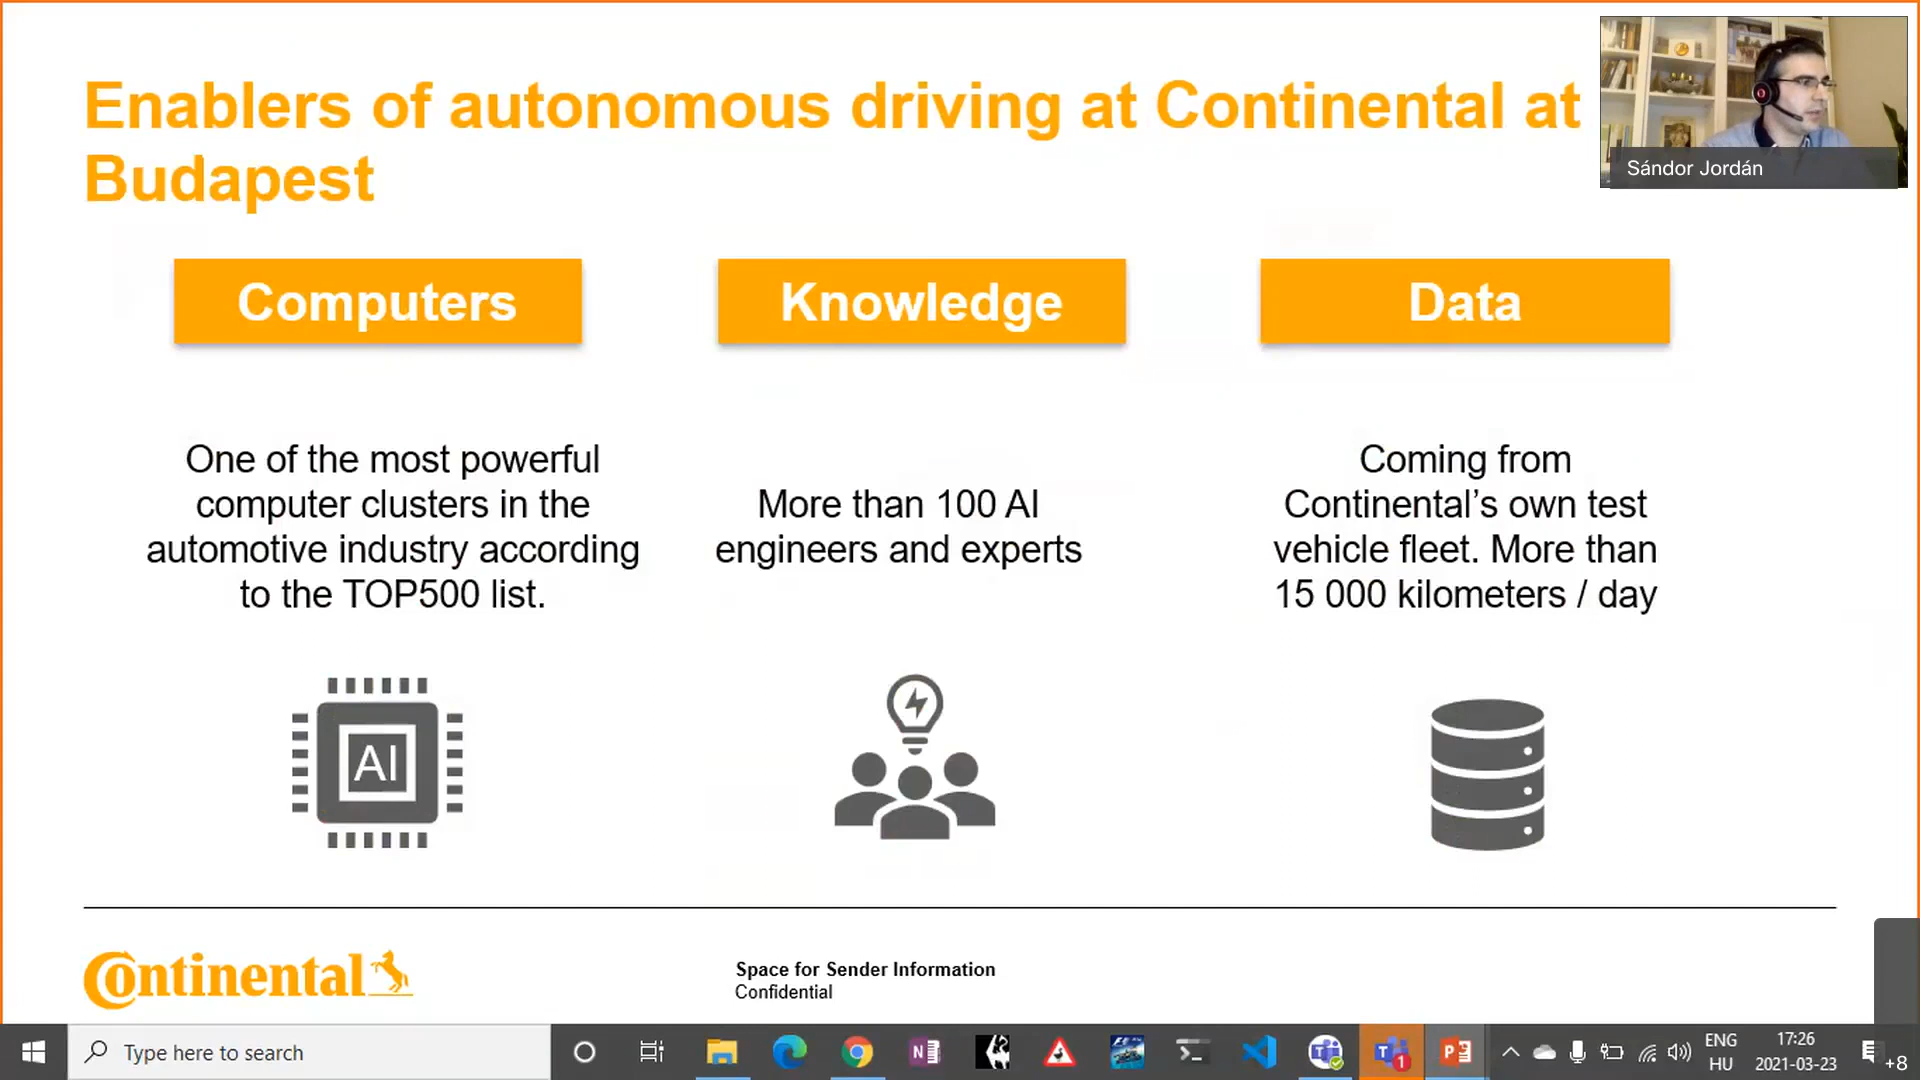 Enablers of autonomous driving at Continental at
Budapest
Sándor Jordán
Computers
Knowledge
Data
One of the most powerful
computer clusters in the
automotive industry according
to the TOP500 list.
More than 100 AI
engineers and experts
Coming from
Continental’s own test
vehicle fleet. More than
15 000 kilometers / day
AI
Continental
Space for Sender Information
Confidential
Type here to search
ENG
HU
17:26
2021-03-23
+8
1